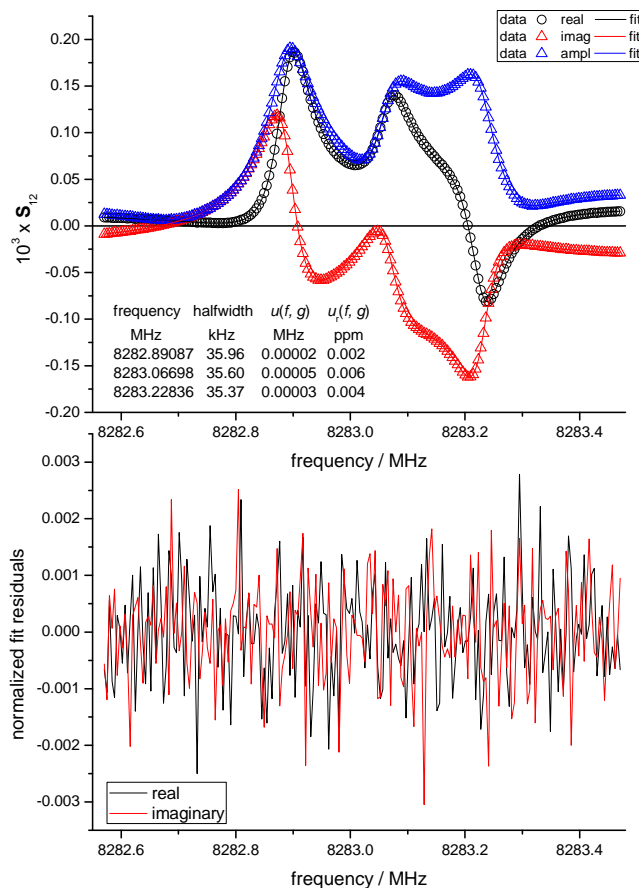 data real fit
data imag fit
data ampl fit
0.20
0.15
0.10
0.05
0.00
-0.05
-0.10
-0.15
-0.20
10³ x S₁₂
frequency halfwidth u(f, g) uᵣ(f, g)
MHz kHz MHz ppm
8282.89087 35.96 0.00002 0.002
8283.06698 35.60 0.00005 0.006
8283.22836 35.37 0.00003 0.004
8282.6 8282.8 8283.0 8283.2 8283.4
frequency / MHz
0.003
0.002
0.001
0.000
-0.001
-0.002
-0.003
normalized fit residuals
real
imaginary
8282.6 8282.8 8283.0 8283.2 8283.4
frequency / MHz